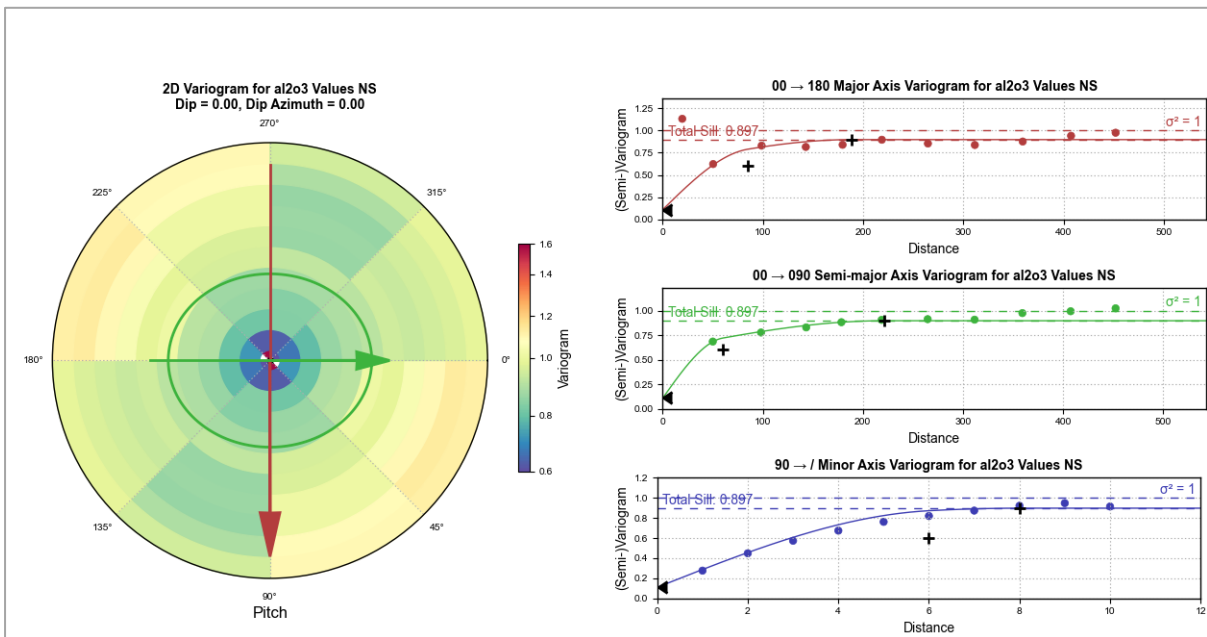 2D Variogram for al2o3 Values NS
Dip = 0.00, Dip Azimuth = 0.00
270°
225°
315°
180°
0°
135°
45°
90°
Pitch
1.6
1.4
1.2
1.0
0.8
0.6
Variogram
00 → 180 Major Axis Variogram for al2o3 Values NS
1.25
1.00
0.75
0.50
0.25
0.00
(Semi-)Variogram
Total Sill: 0.897
σ² = 1
0 100 200 300 400 500
Distance
00 → 090 Semi-major Axis Variogram for al2o3 Values NS
1.00
0.75
0.50
0.25
0.00
(Semi-)Variogram
Total Sill: 0.897
σ² = 1
0 100 200 300 400 500
Distance
90 → / Minor Axis Variogram for al2o3 Values NS
1.2
1.0
0.8
0.6
0.4
0.2
0.0
(Semi-)Variogram
Total Sill: 0.897
σ² = 1
0 2 4 6 8 10 12
Distance